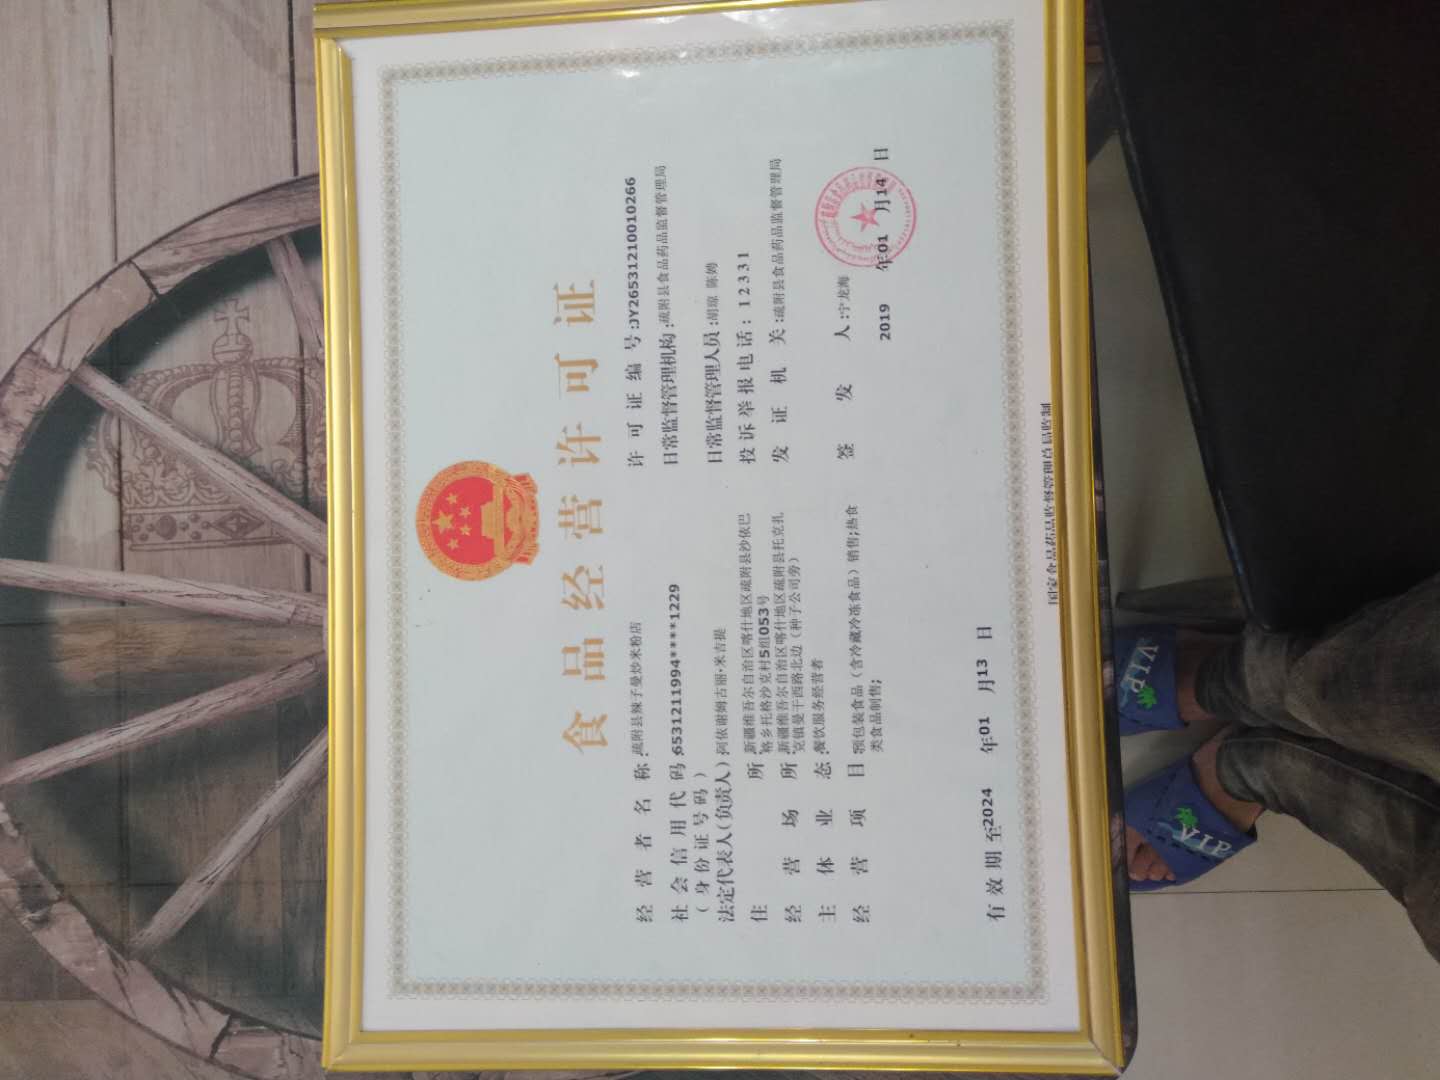 食品经营许可证
经营者名称:疏附县辣子曼炒米粉店
社会信用代码:6531211994****1229
(身份证号码)
法定代表人(负责人):阿依谢姆古丽·米吉提
住所:新疆维吾尔自治区喀什地区疏附县沙依巴
格乡托格沙克村5组053号
经营场所:新疆维吾尔自治区喀什地区疏附县托克扎
克镇曼干西路北边(种子公司旁)
主体业态:餐饮服务经营者
经营项目:预包装食品(含冷藏冷冻食品)销售;热食
类食品制售;
有效期至2024年01月13日
许可证编号:JY26531210010266
日常监督管理机构:疏附县食品药品监督管理局
日常监督管理人员:胡琼 陈娉
投诉举报电话:12331
发证机关:疏附县食品药品监督管理局
签发人:宁龙海
2019年01月14日
国家食品药品监督管理总局监制
VIP
VIP